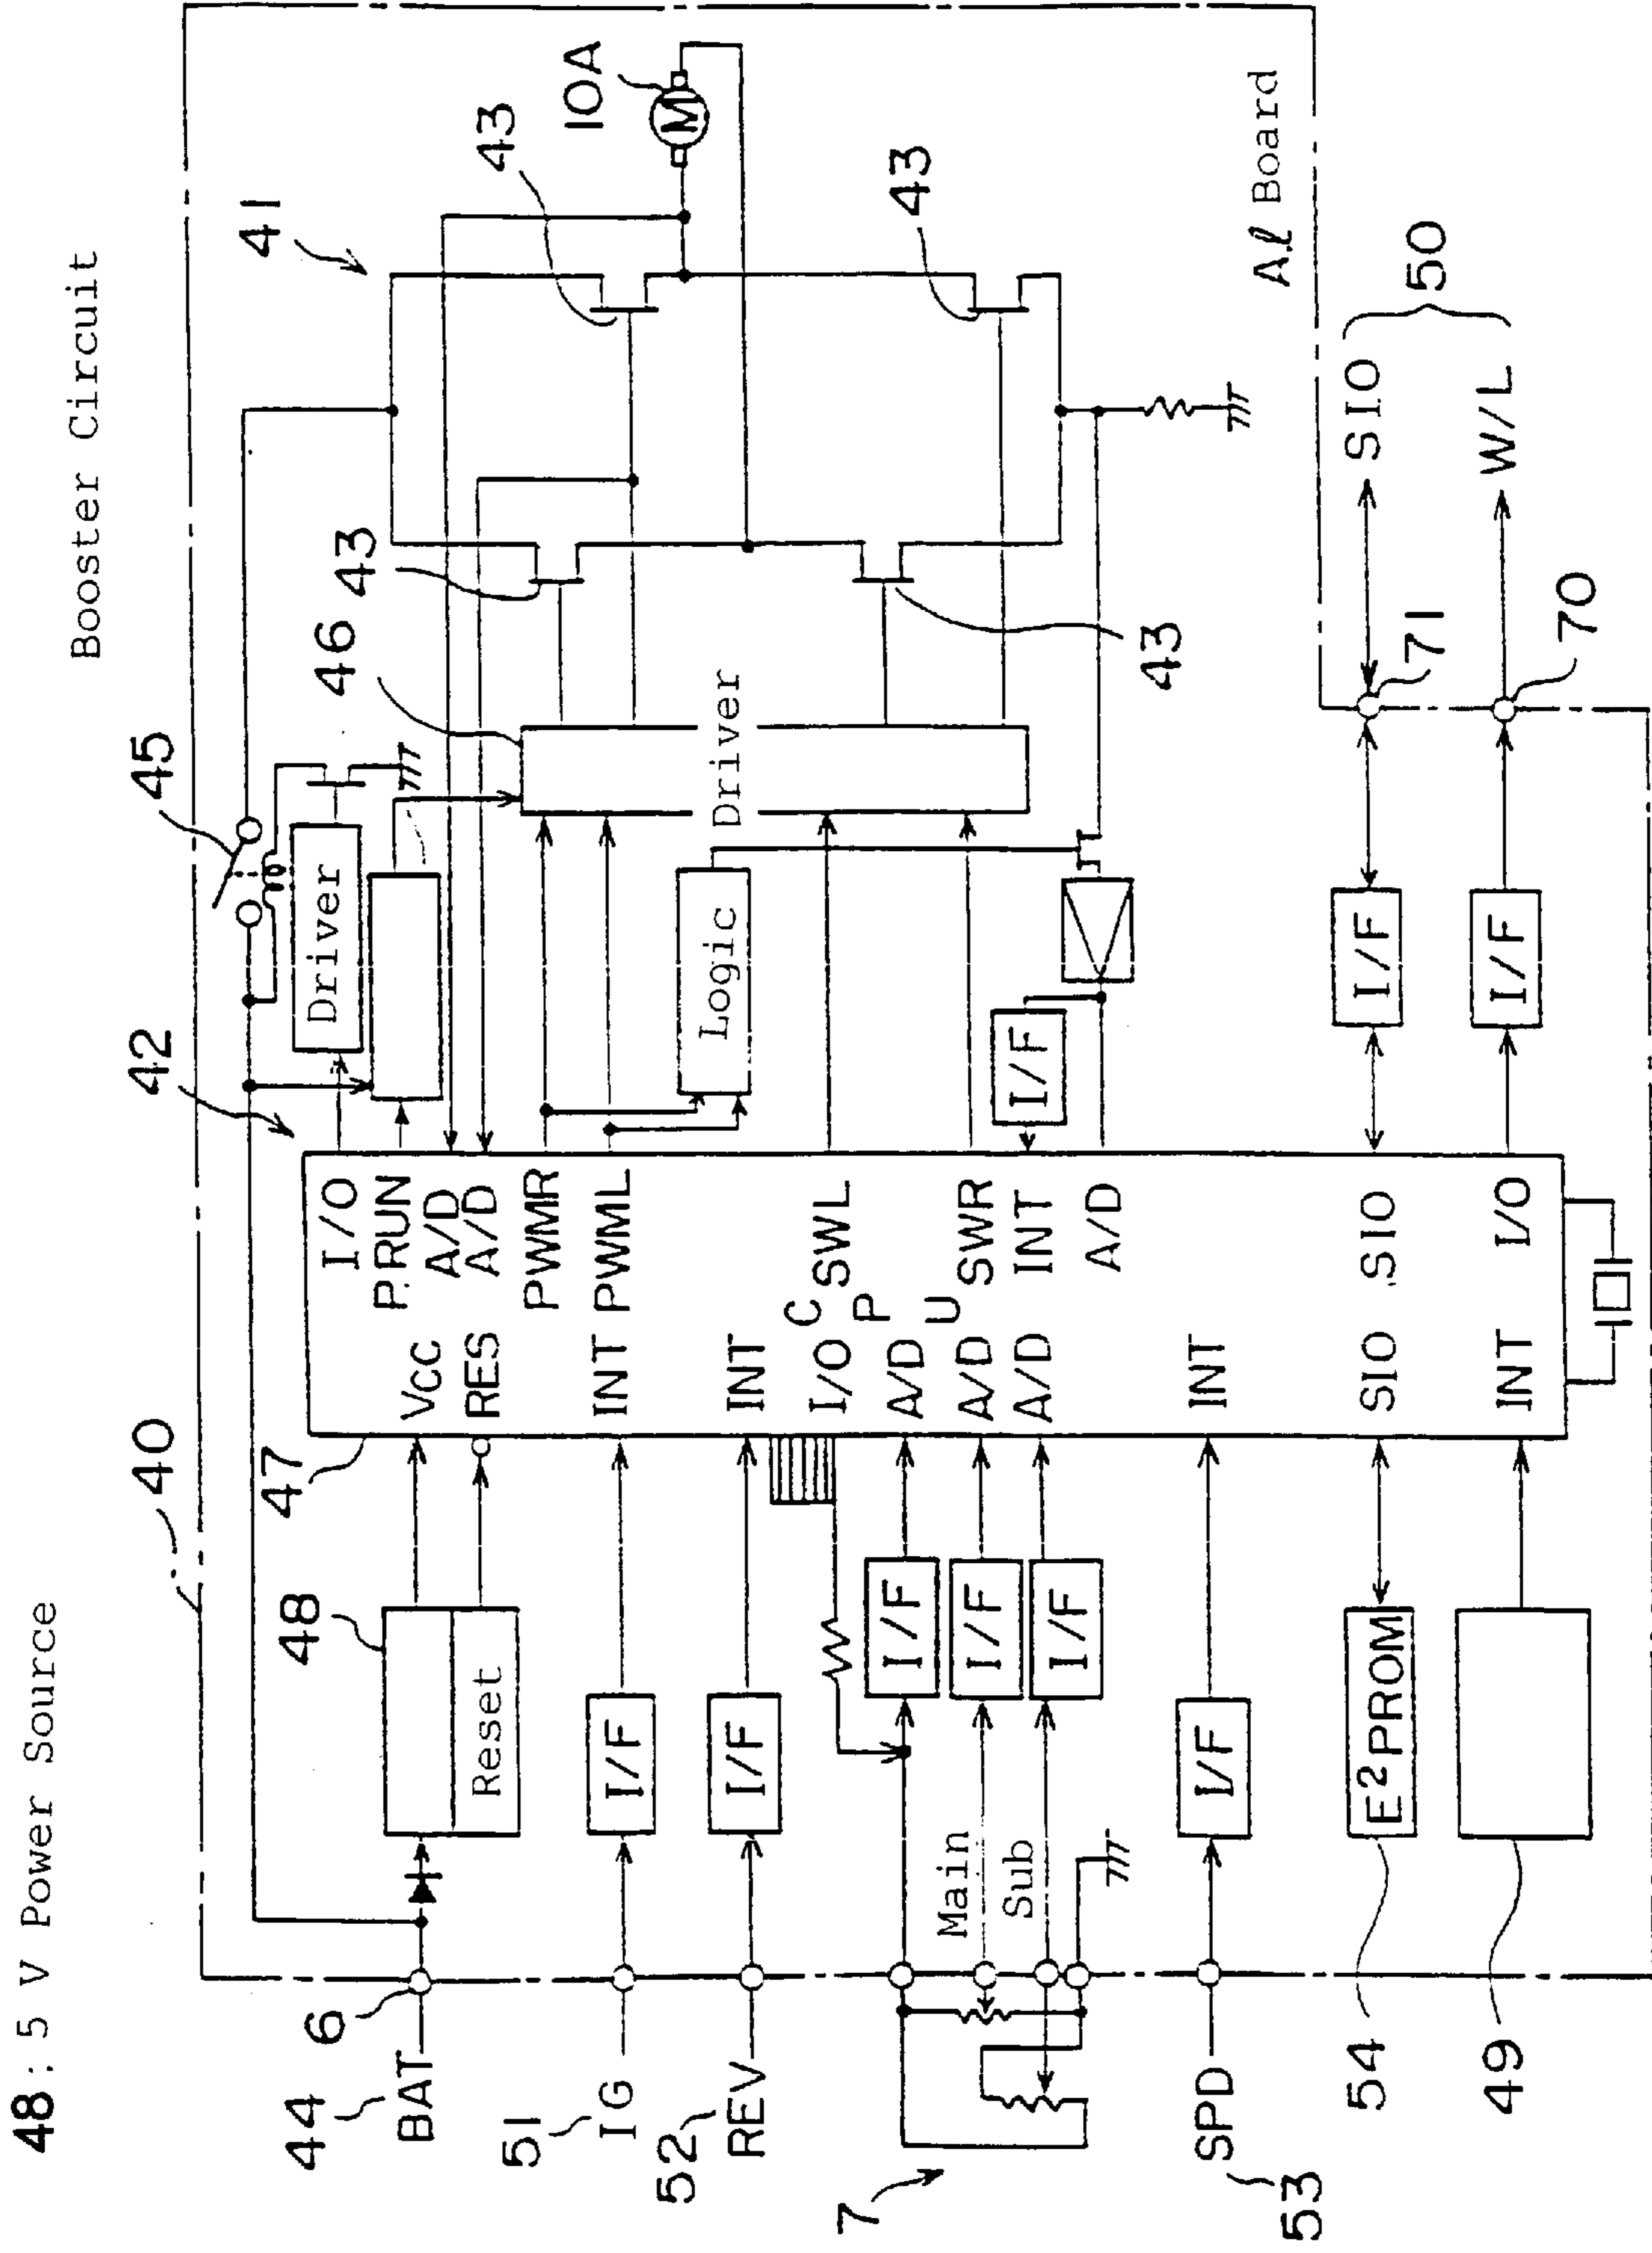 48: 5 V Power Source
Booster Circuit
40
42
45
46
41
43
43
43
43
10A
44
BAT
6
48
Reset
47
Vcc
RES
I/O
P.RUN
A/D
A/D
Driver
PWMR
PWML
Driver
Logic
51
IG
I/F
INT
52
REV
I/F
INT
I/O
C
P
U
SWL
SWR
INT
A/D
I/F
7
Main
Sub
I/F
I/F
I/F
A/D
A/D
A/D
M
Aℓ Board
SPD
53
I/F
INT
54
E²PROM
SIO
SIO
I/F
71
SIO
50
49
INT
I/O
I/F
70
W/L